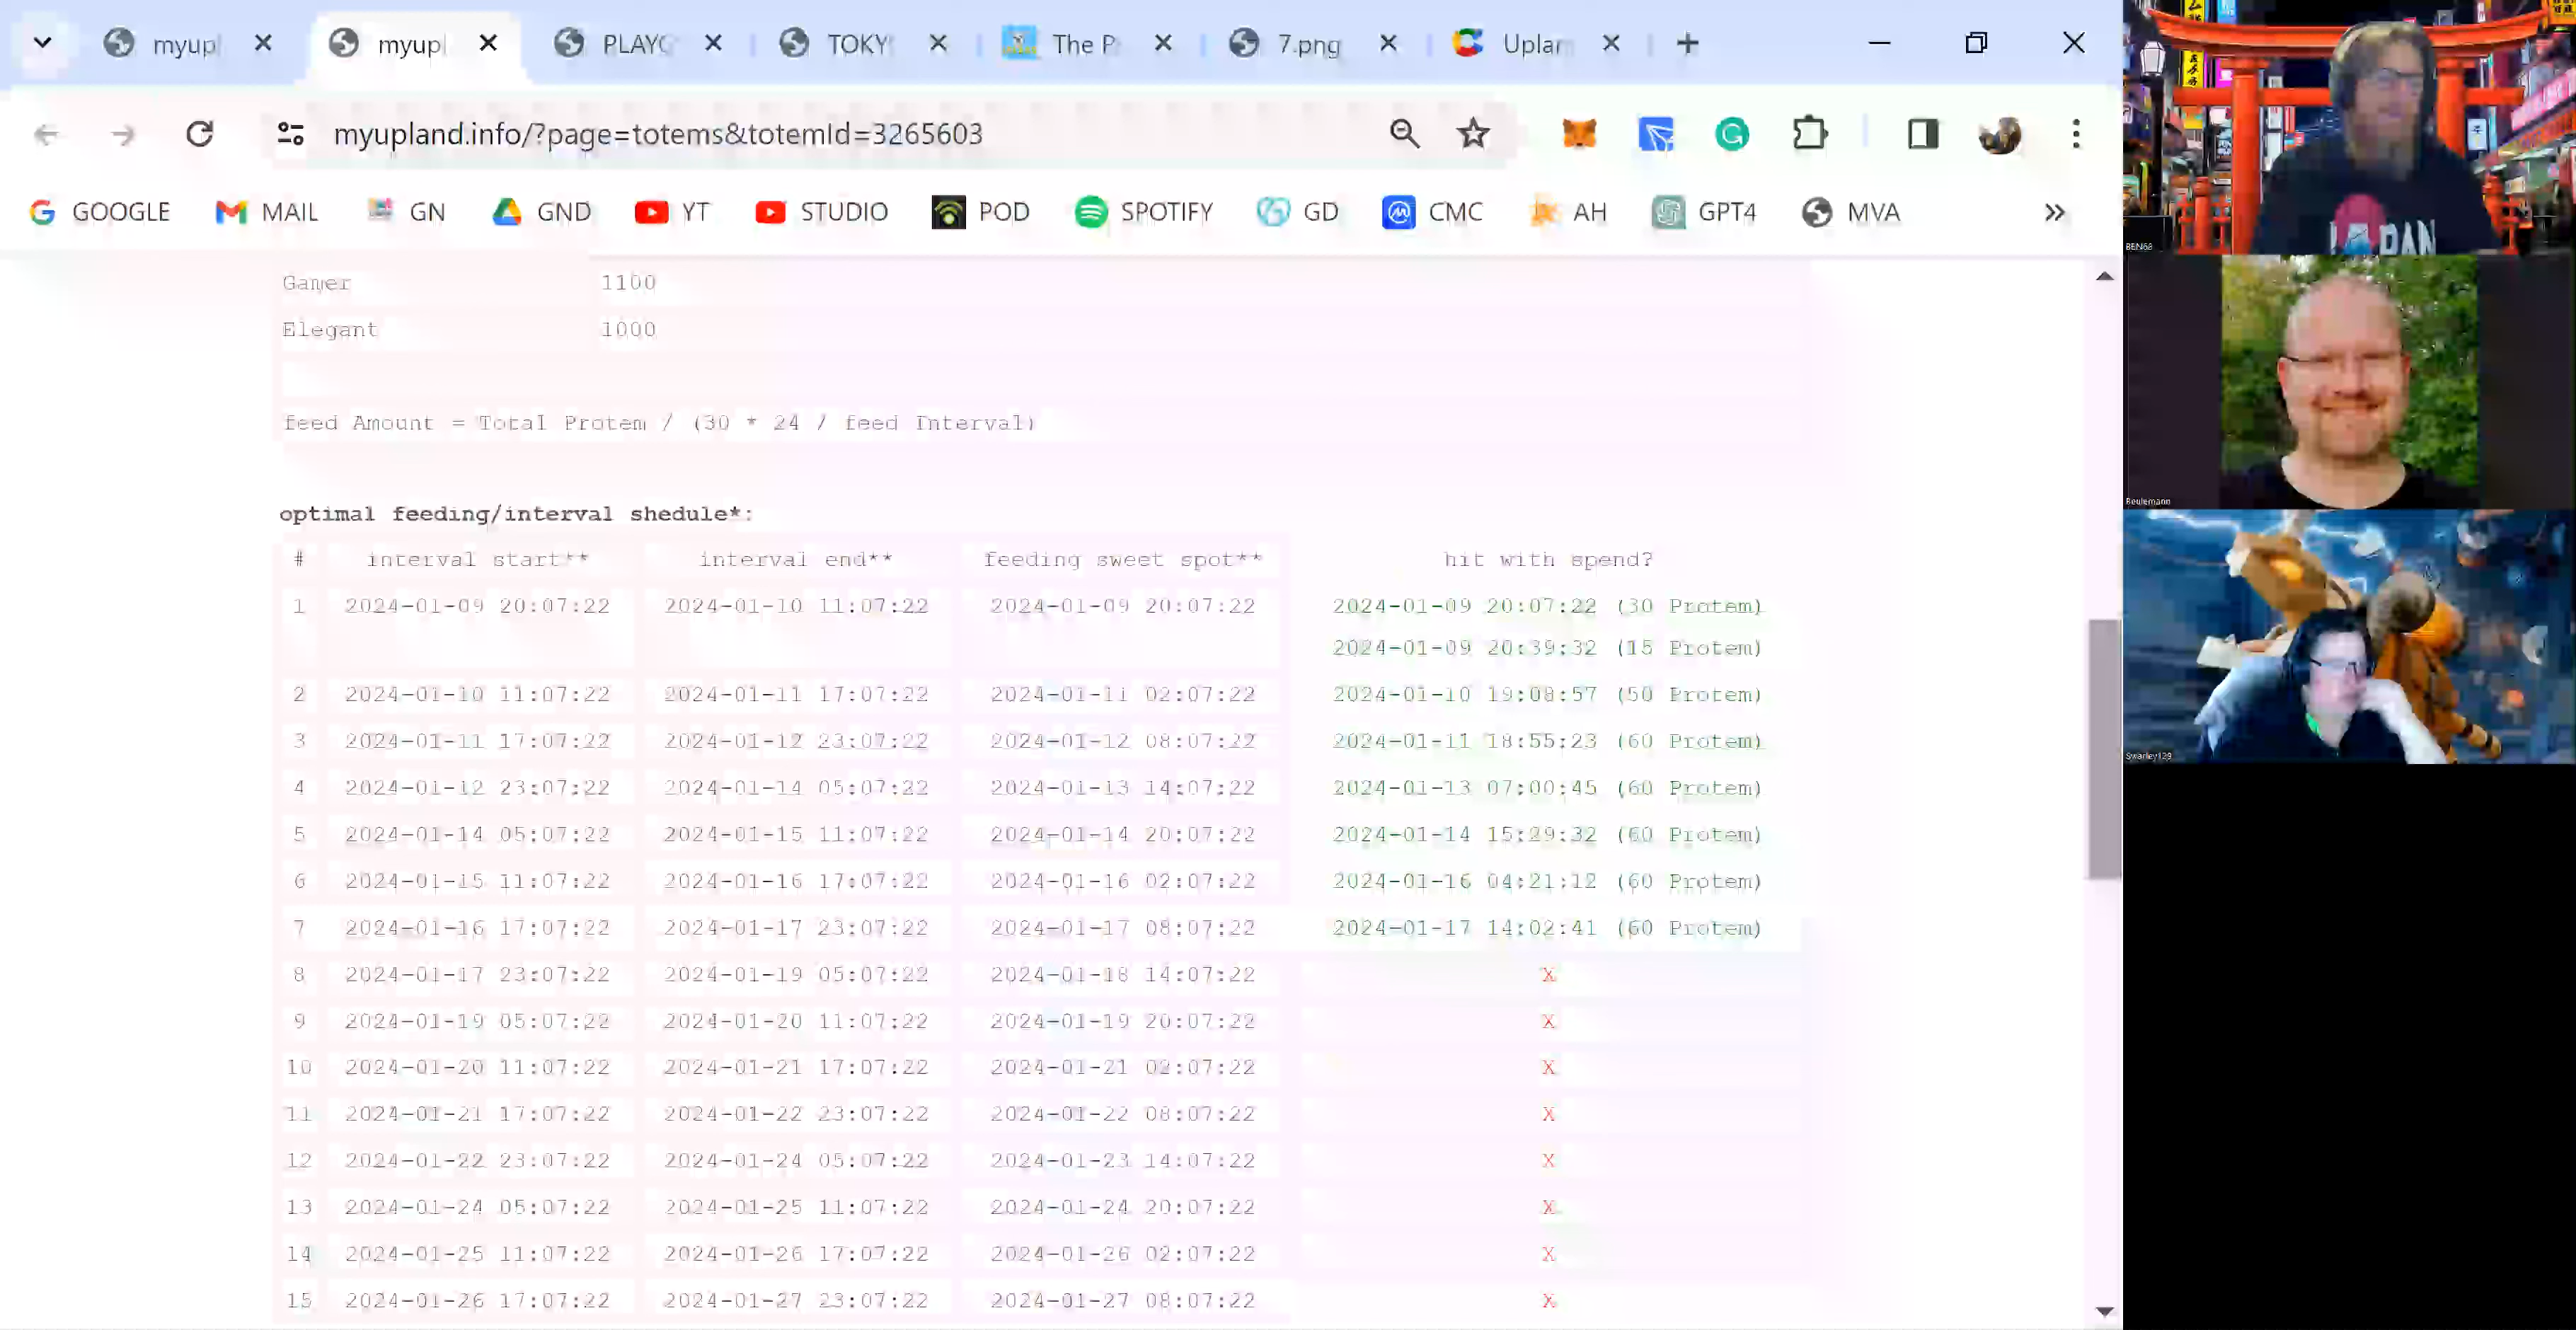 myupl
myupl
PLAYG
TOKY
The P
7.png
Uplan
myupland.info/?page=totems&totemId=3265603
GOOGLE MAIL GN GND YT STUDIO POD SPOTIFY GD CMC AH GPT4 MVA
Gamer 1100
Elegant 1000
feed Amount = Total Protem / (30 * 24 / feed Interval)
optimal feeding/interval shedule*:
# interval start** interval end** feeding sweet spot** hit with spend?
1 2024-01-09 20:07:22 2024-01-10 11:07:22 2024-01-09 20:07:22 2024-01-09 20:07:22 (30 Protem)
2024-01-09 20:39:32 (15 Protem)
2 2024-01-10 11:07:22 2024-01-11 17:07:22 2024-01-11 02:07:22 2024-01-10 19:08:57 (50 Protem)
3 2024-01-11 17:07:22 2024-01-12 23:07:22 2024-01-12 08:07:22 2024-01-11 18:55:23 (60 Protem)
4 2024-01-12 23:07:22 2024-01-14 05:07:22 2024-01-13 14:07:22 2024-01-13 07:00:45 (60 Protem)
5 2024-01-14 05:07:22 2024-01-15 11:07:22 2024-01-14 20:07:22 2024-01-14 15:29:32 (60 Protem)
6 2024-01-15 11:07:22 2024-01-16 17:07:22 2024-01-16 02:07:22 2024-01-16 04:21:12 (60 Protem)
7 2024-01-16 17:07:22 2024-01-17 23:07:22 2024-01-17 08:07:22 2024-01-17 14:02:41 (60 Protem)
8 2024-01-17 23:07:22 2024-01-19 05:07:22 2024-01-18 14:07:22 X
9 2024-01-19 05:07:22 2024-01-20 11:07:22 2024-01-19 20:07:22 X
10 2024-01-20 11:07:22 2024-01-21 17:07:22 2024-01-21 02:07:22 X
11 2024-01-21 17:07:22 2024-01-22 23:07:22 2024-01-22 08:07:22 X
12 2024-01-22 23:07:22 2024-01-24 05:07:22 2024-01-23 14:07:22 X
13 2024-01-24 05:07:22 2024-01-25 11:07:22 2024-01-24 20:07:22 X
14 2024-01-25 11:07:22 2024-01-26 17:07:22 2024-01-26 02:07:22 X
15 2024-01-26 17:07:22 2024-01-27 23:07:22 2024-01-27 08:07:22 X
BEN68
Beulemann
Swarley129